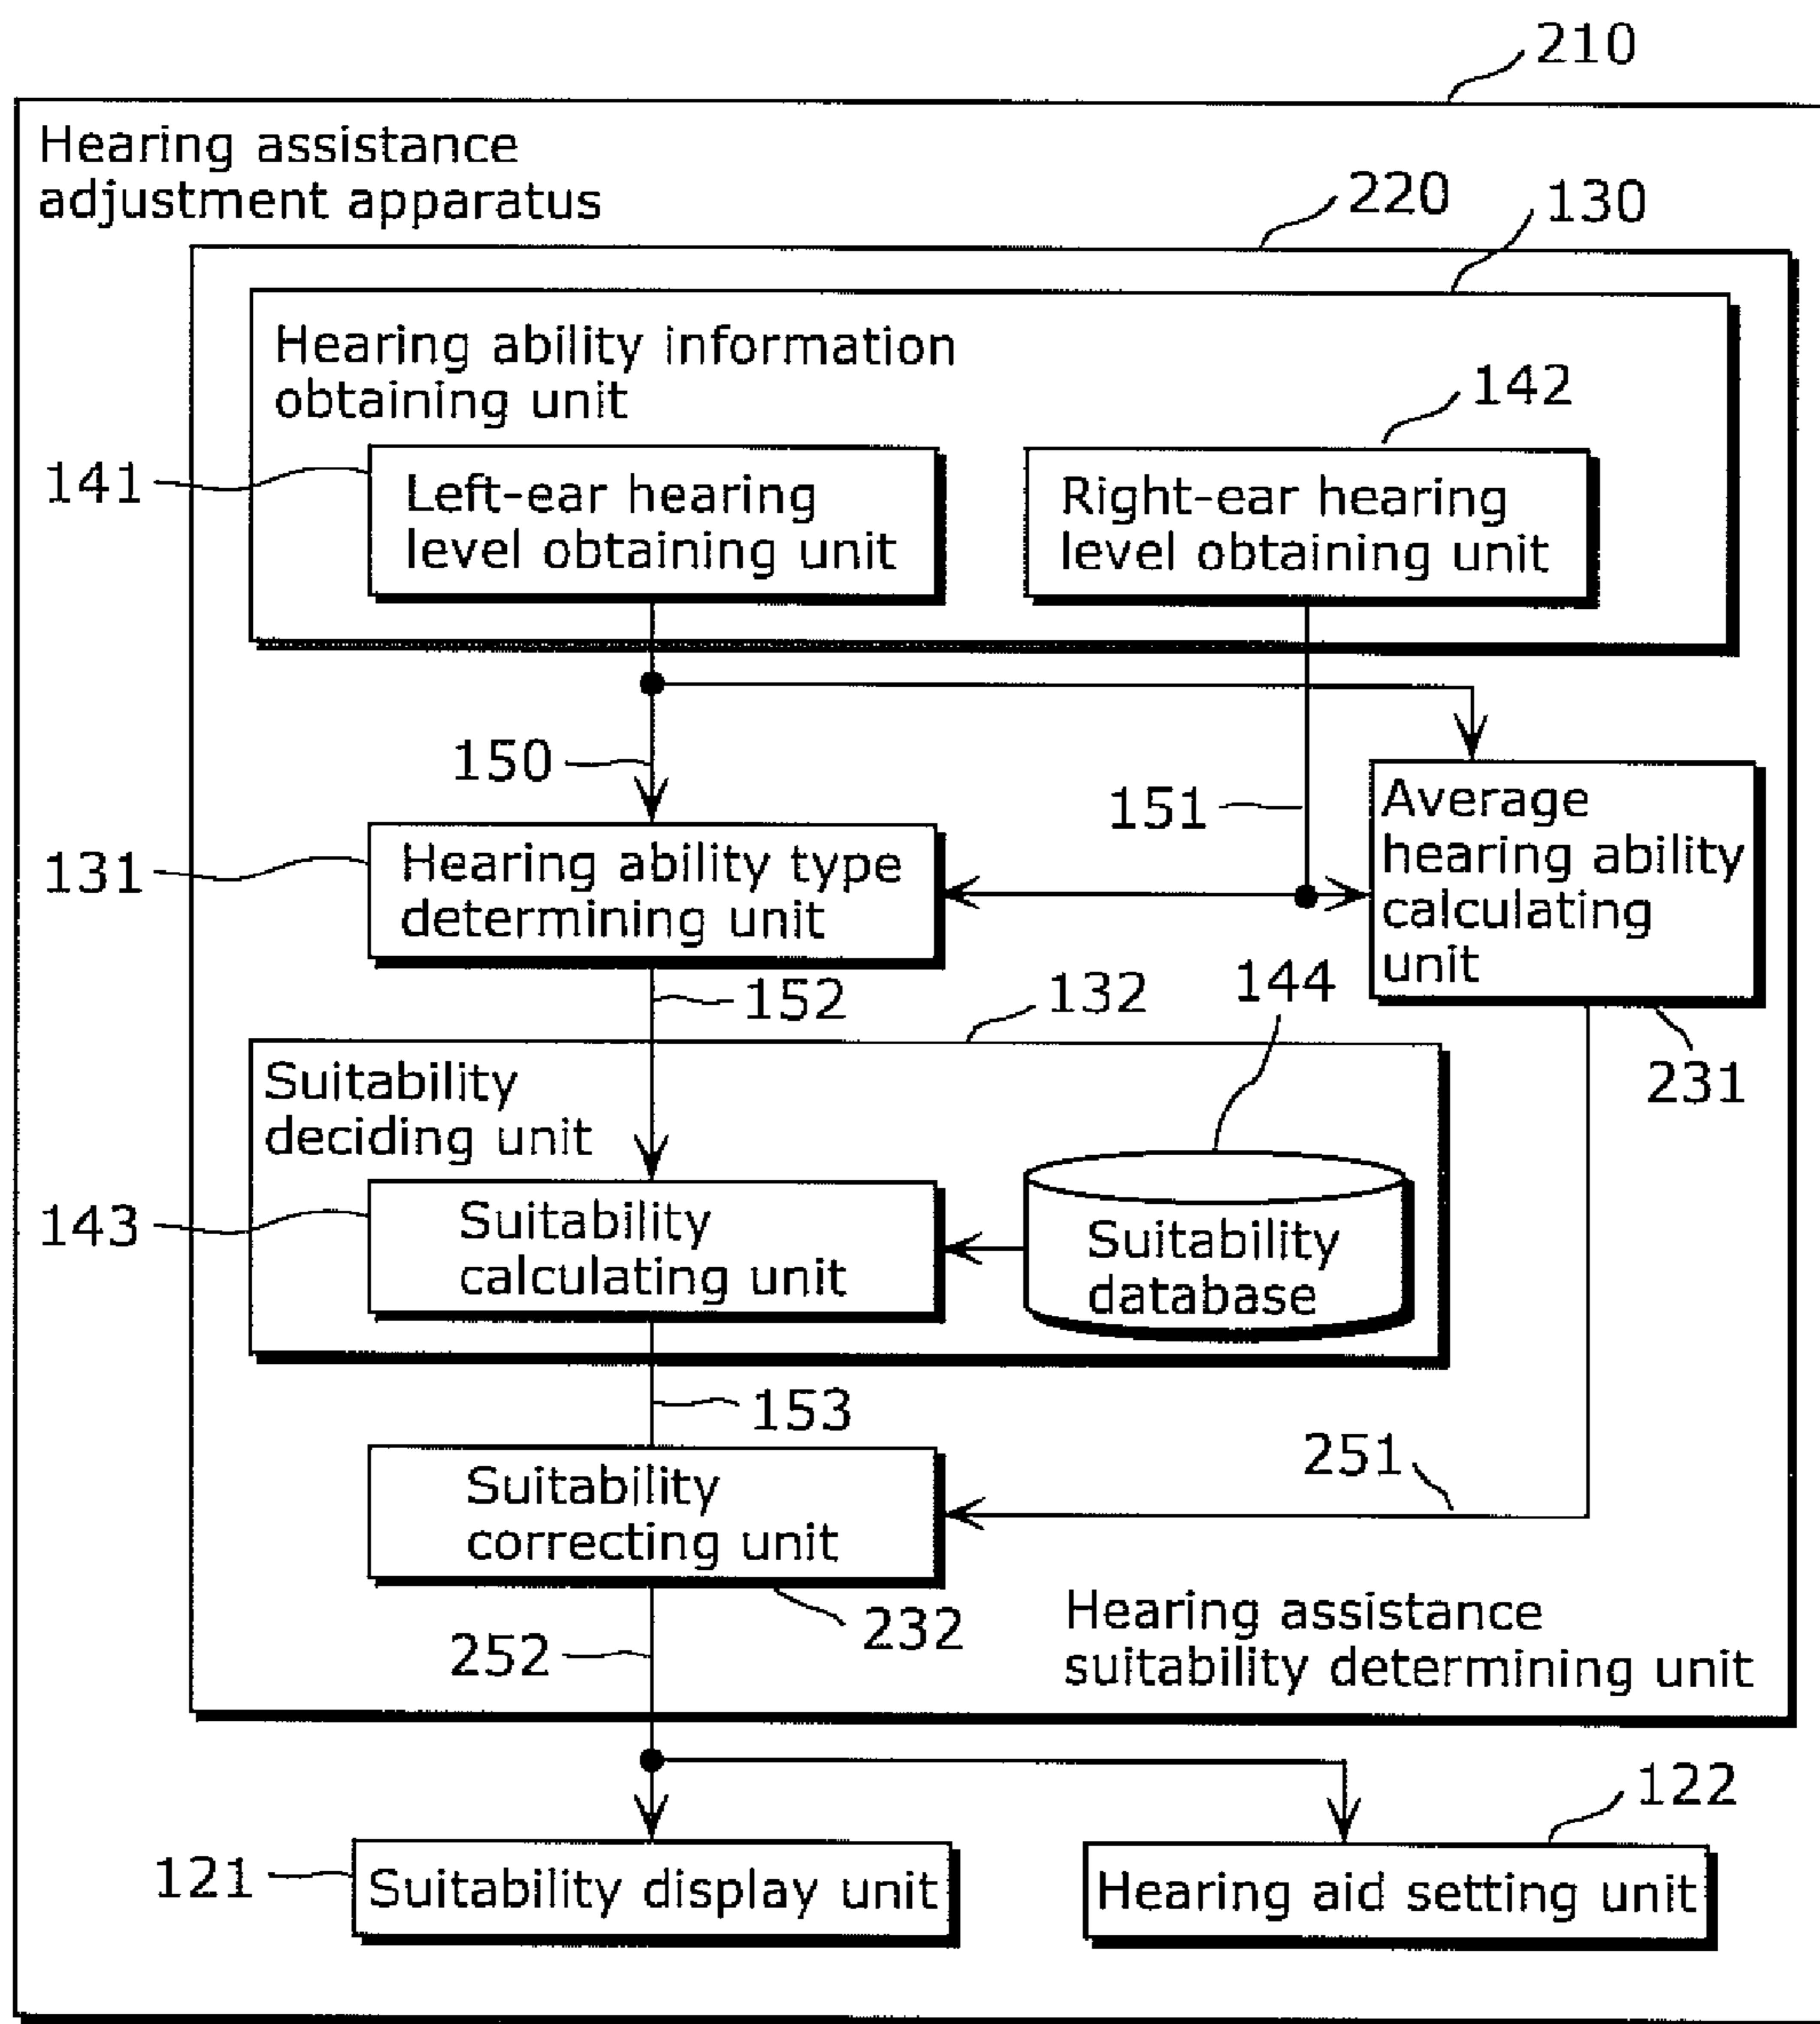 210
Hearing assistance
adjustment apparatus
220
130
Hearing ability information
obtaining unit
142
141
Left-ear hearing
level obtaining unit
Right-ear hearing
level obtaining unit
150
151
Average
hearing ability
calculating
unit
131
Hearing ability type
determining unit
152
132
144
231
Suitability
deciding unit
143
Suitability
calculating unit
Suitability
database
153
251
Suitability
correcting unit
232
252
Hearing assistance
suitability determining unit
122
121
Suitability display unit
Hearing aid setting unit